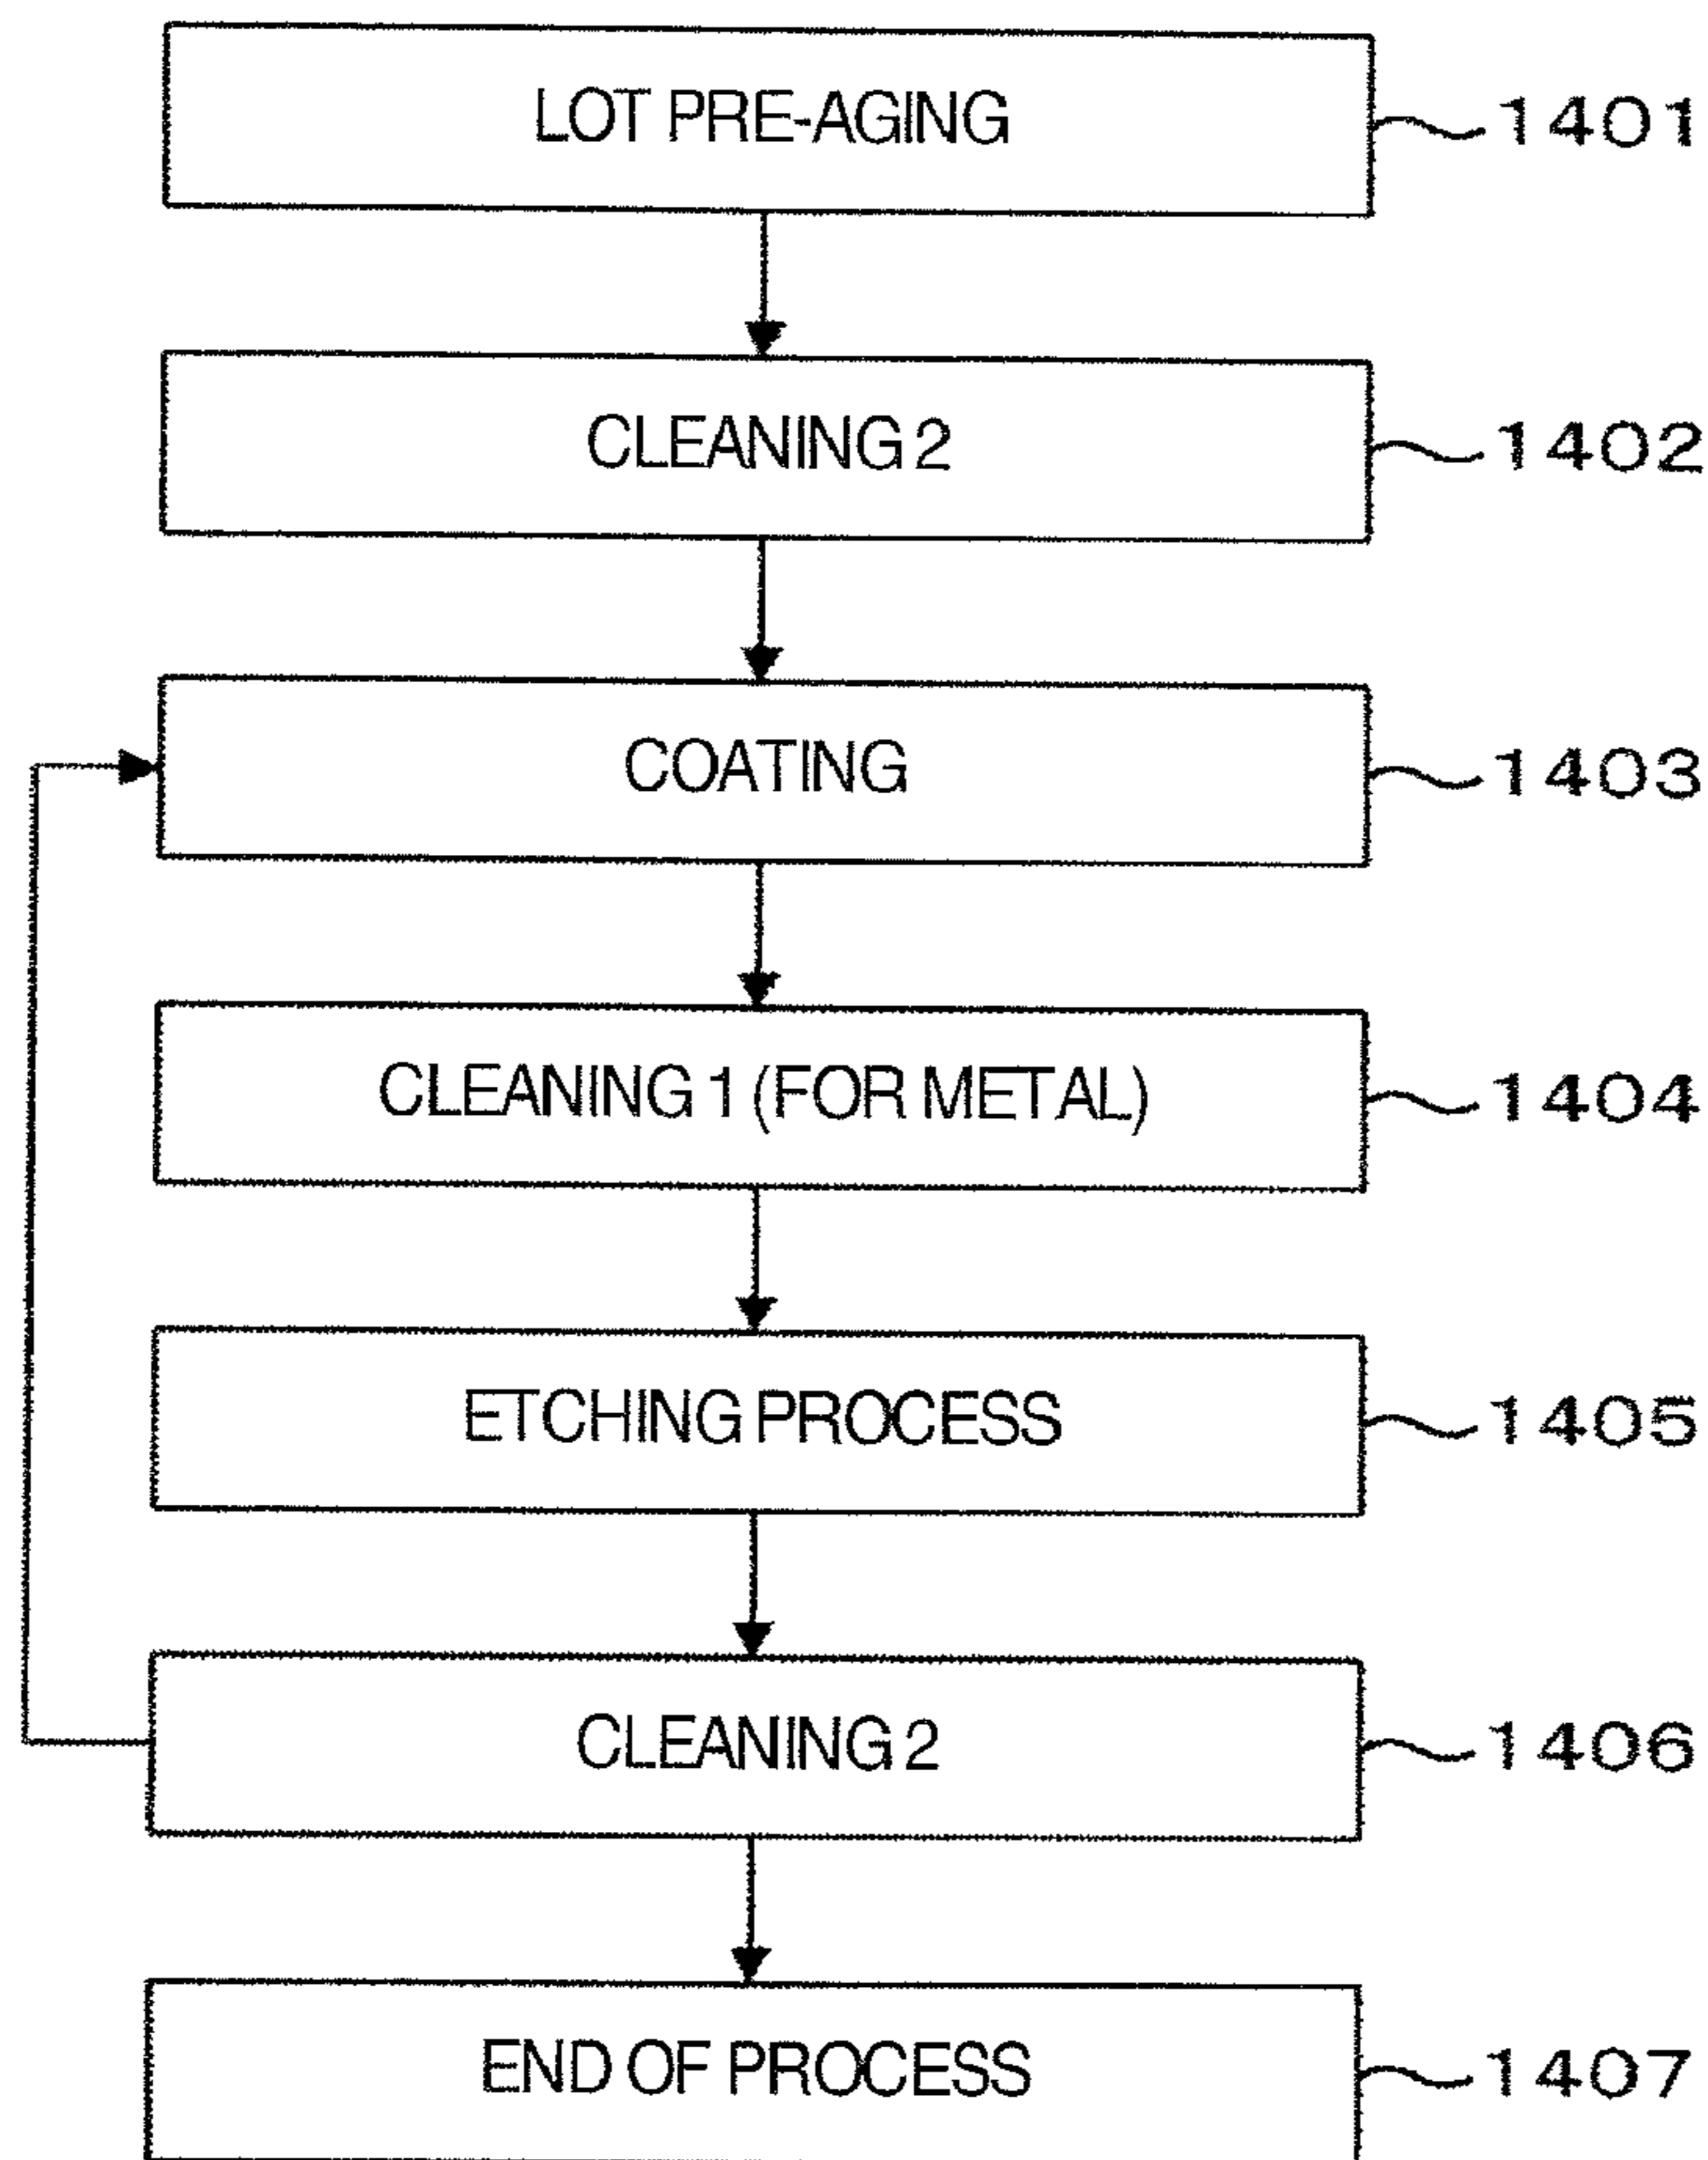 LOT PRE-AGING 1401
CLEANING 2 1402
COATING 1403
CLEANING 1 (FOR METAL) 1404
ETCHING PROCESS 1405
CLEANING 2 1406
END OF PROCESS 1407